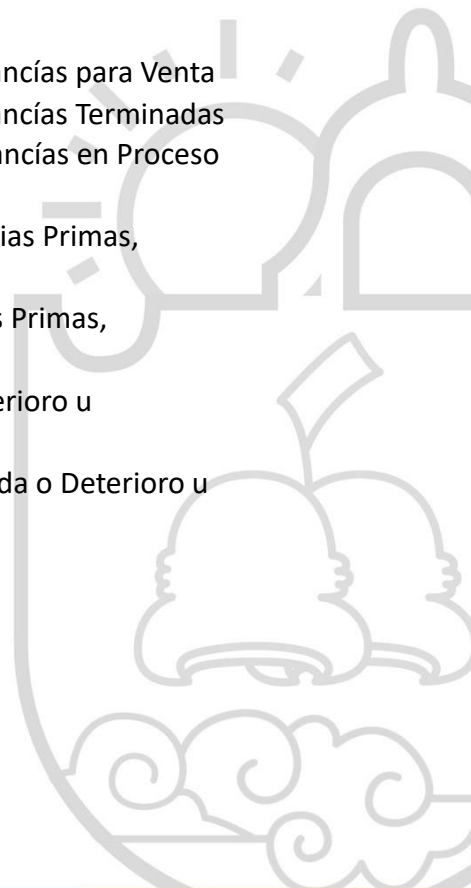 ncías para Venta
ncías Terminadas
ncías en Proceso
ias Primas,
s Primas,
erioro u
da o Deterioro u